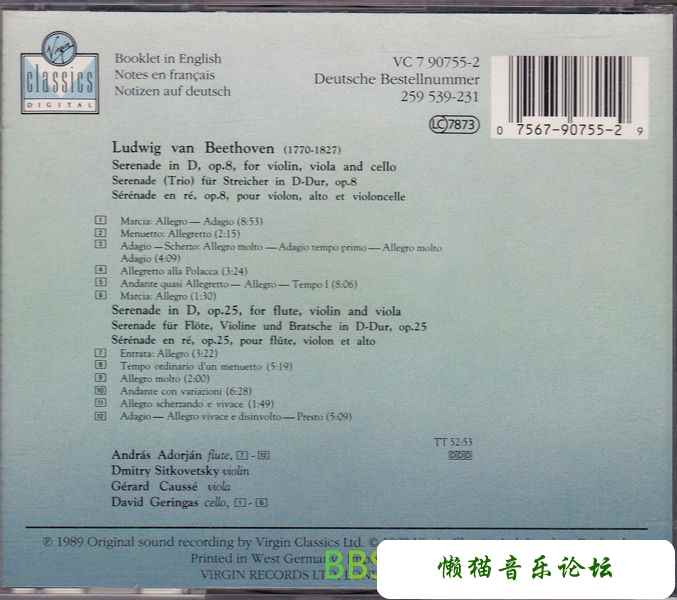 Virgin
classics
DIGITAL
Booklet in English
Notes en français
Notizen auf deutsch
VC 7 90755-2
Deutsche Bestellnummer
259 539-231
LC 7873
0 7567-90755-2 9
Ludwig van Beethoven (1770-1827)
Serenade in D, op.8, for violin, viola and cello
Serenade (Trio) für Streicher in D-Dur, op.8
Sérénade en ré, op.8, pour violon, alto et violoncelle
1 Marcia: Allegro — Adagio (8:53)
2 Menuetto: Allegretto (2:15)
3 Adagio — Scherzo: Allegro molto — Adagio tempo primo — Allegro molto
Adagio (4:09)
4 Allegretto alla Polacca (3:24)
5 Andante quasi Allegretto — Allegro — Tempo I (8:06)
6 Marcia: Allegro (1:30)
Serenade in D, op.25, for flute, violin and viola
Serenade für Flöte, Violine und Bratsche in D-Dur, op.25
Sérénade en ré, op.25, pour flûte, violon et alto
7 Entrata: Allegro (3:22)
8 Tempo ordinario d'un menuetto (5:19)
9 Allegro molto (2:00)
10 Andante con variazioni (6:28)
11 Allegro scherzando e vivace (1:49)
12 Adagio — Allegro vivace e disinvolto — Presto (5:09)
TT 52:53
DDD
András Adorján flute, 7 - 12
Dmitry Sitkovetsky violin
Gérard Caussé viola
David Geringas cello, 1 - 6
℗ 1989 Original sound recording by Virgin Classics Ltd. ©
Printed in West Germany
VIRGIN RECORDS
BBS
懒猫音乐论坛